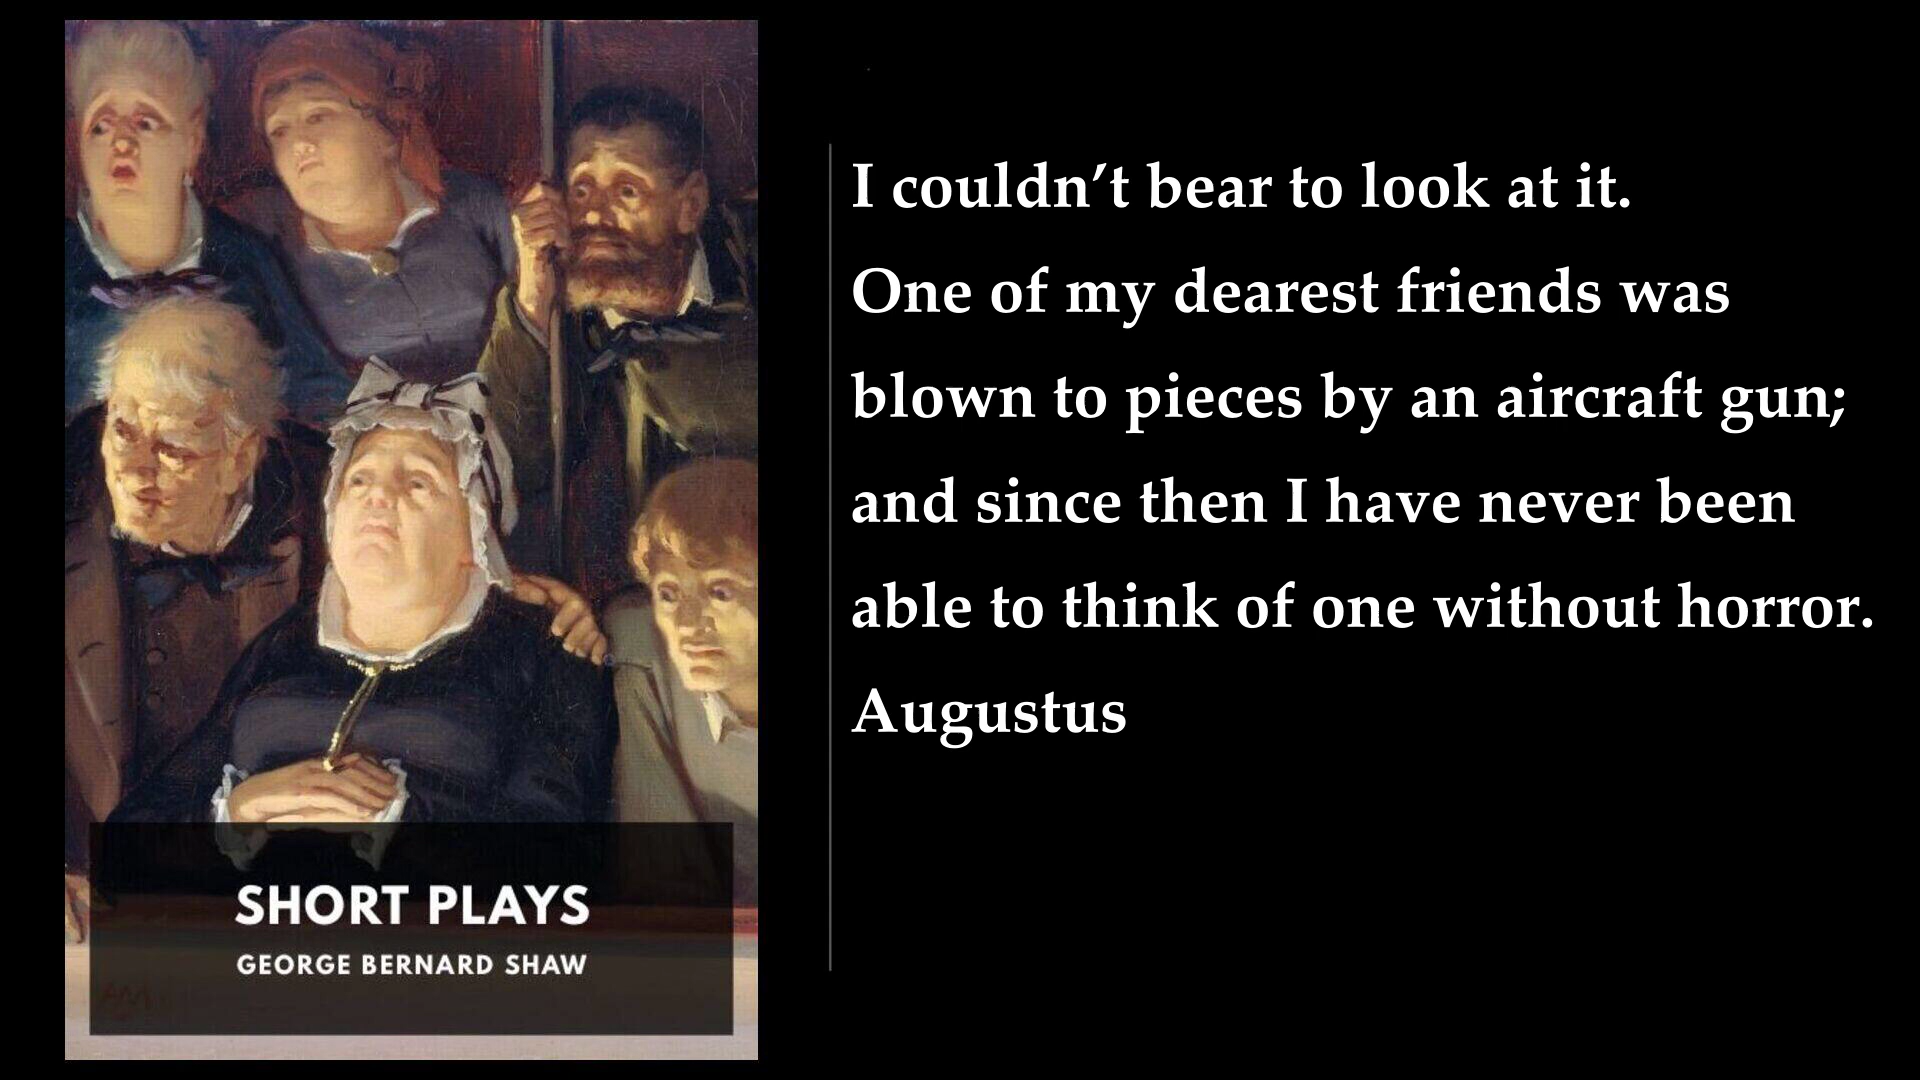 I couldn’t bear to look at it.
One of my dearest friends was
blown to pieces by an aircraft gun;
and since then I have never been
able to think of one without horror.
Augustus
SHORT PLAYS
GEORGE BERNARD SHAW